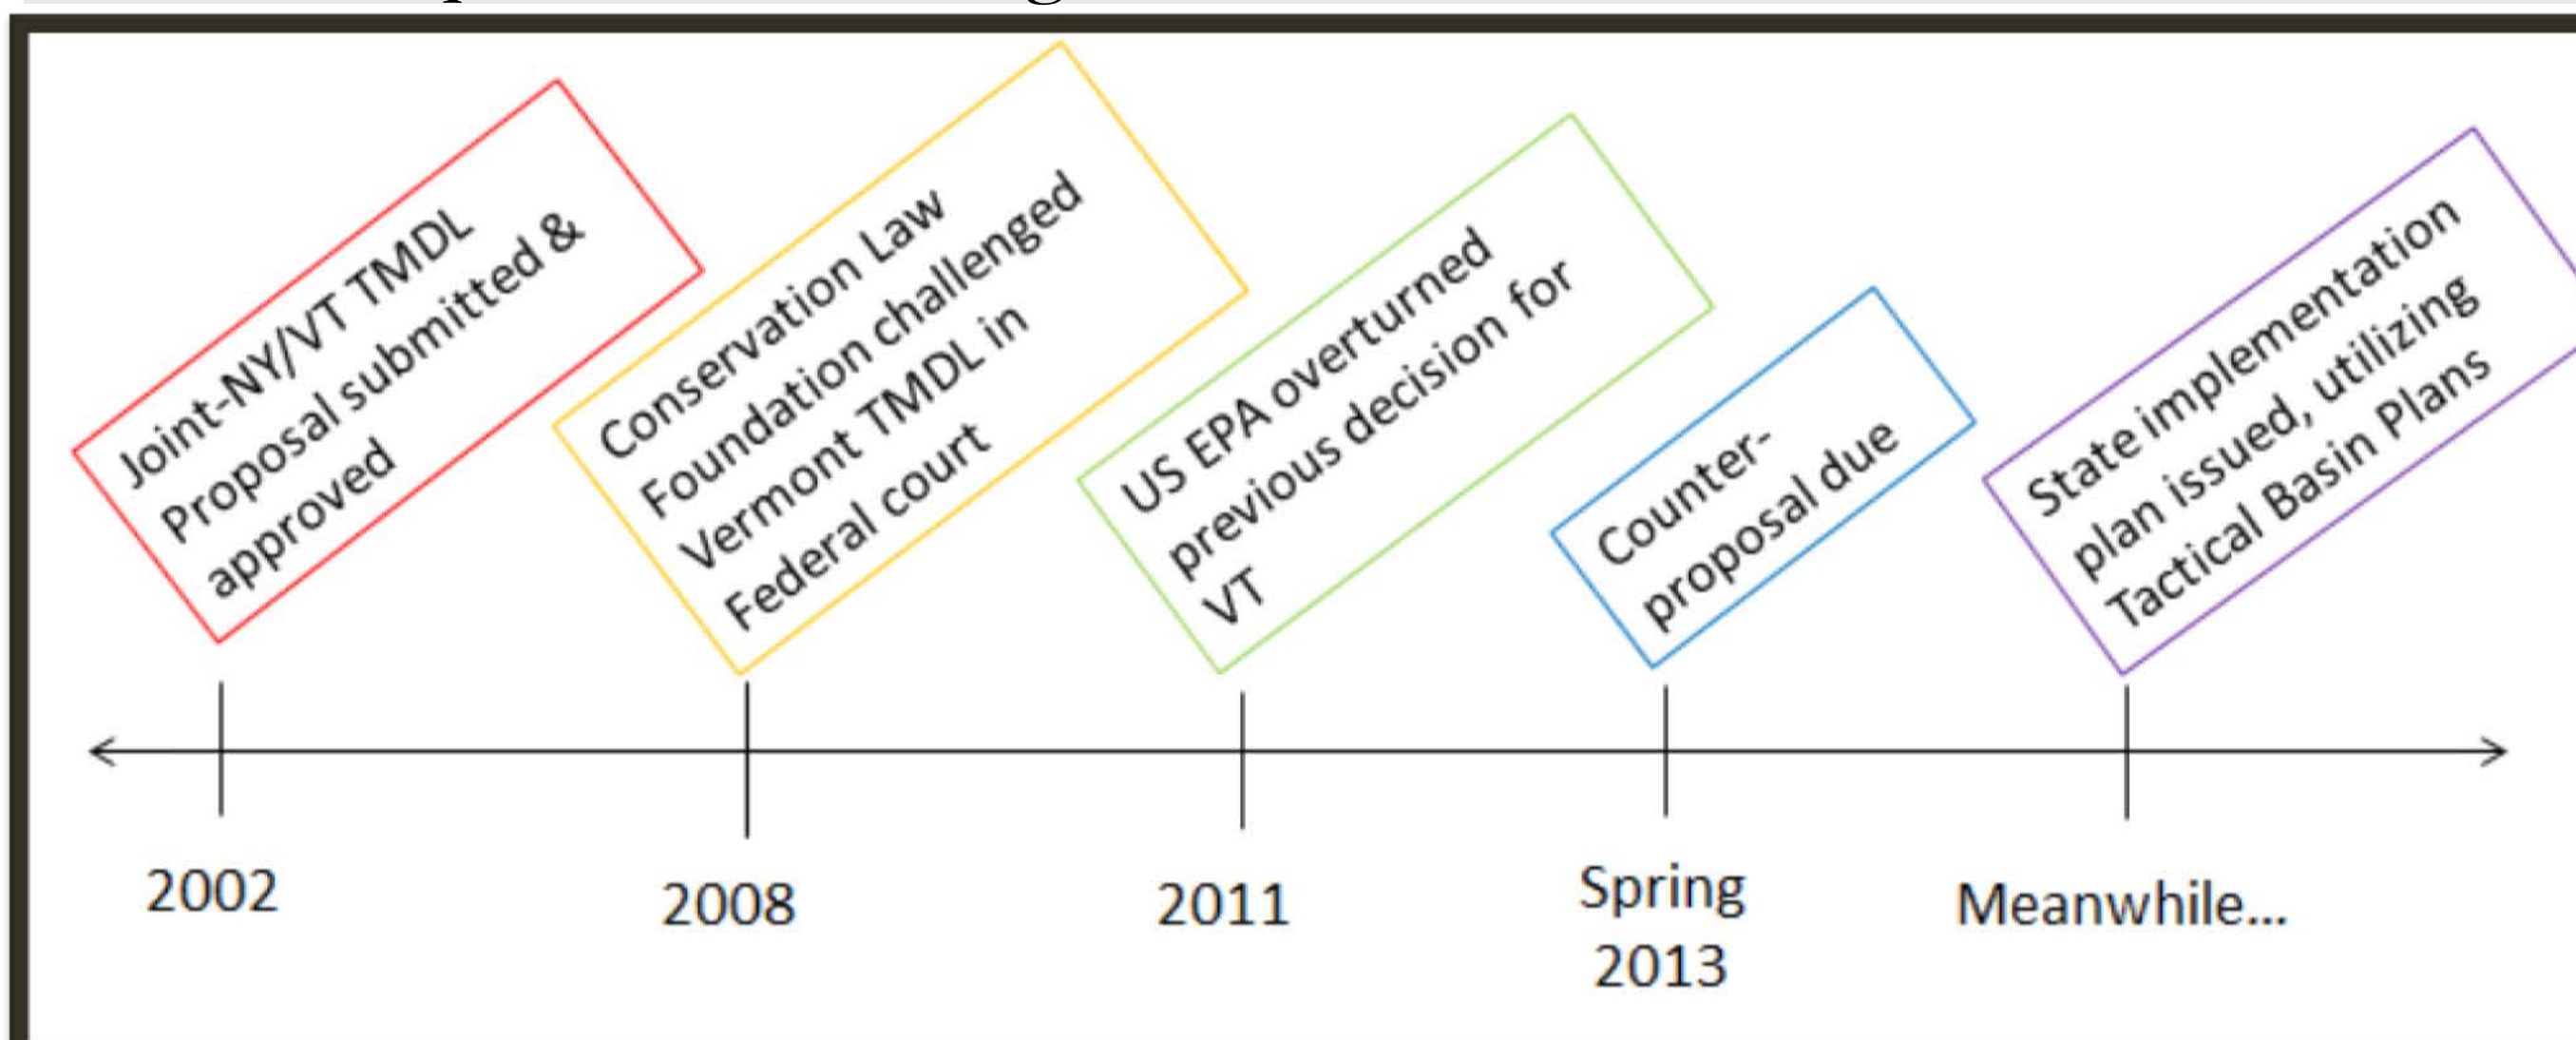 Joint-NY/VT TMDL
Proposal submitted &
approved
Conservation Law
Foundation challenged
Vermont TMDL in
Federal court
US EPA overturned
previous decision for
VT
Counter-
proposal due
State implementation
plan issued, utilizing
Tactical Basin Plans
2002
2008
2011
Spring
2013
Meanwhile...